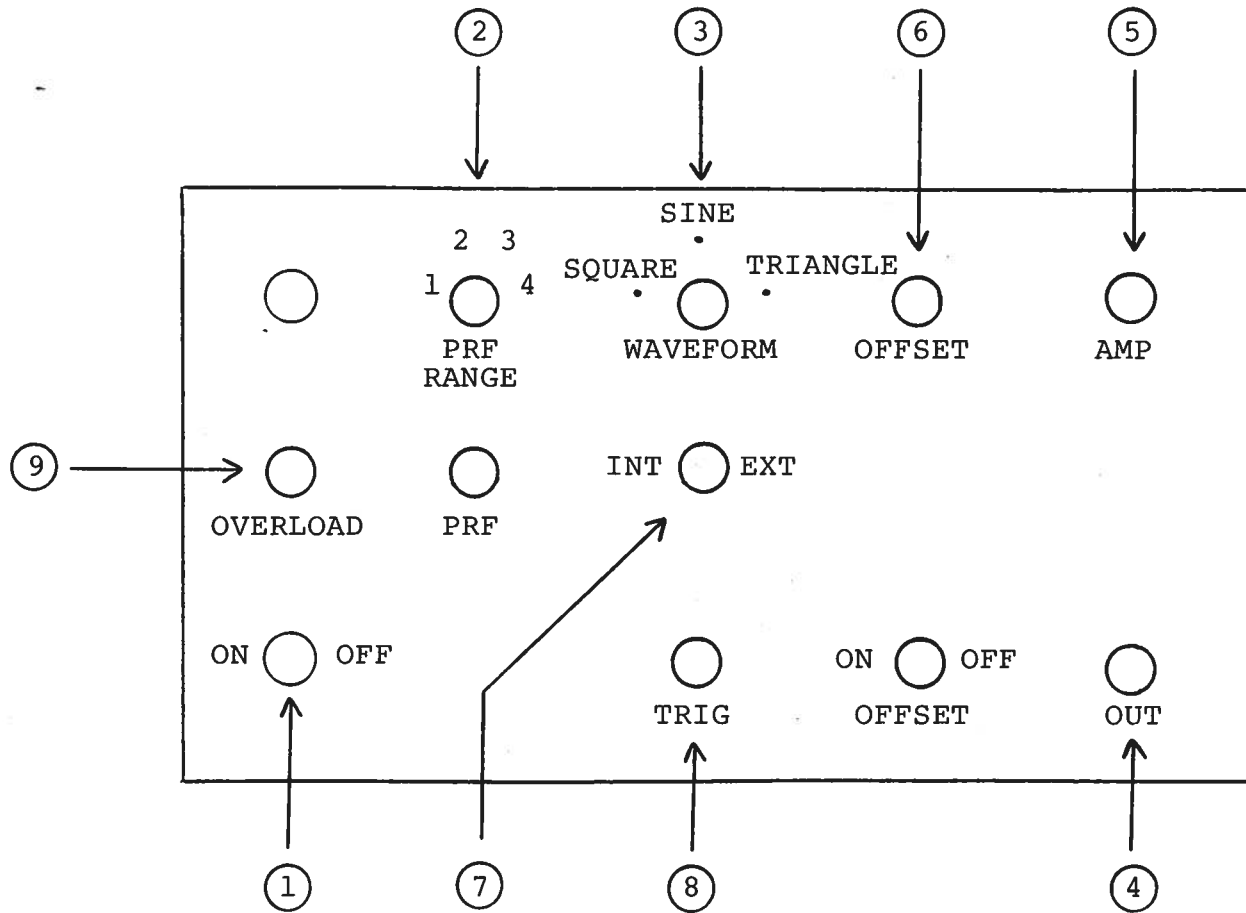 2 3 6 5
SINE
2 3
SQUARE TRIANGLE
1 4
PRF WAVEFORM OFFSET AMP
RANGE
9 INT EXT
OVERLOAD PRF
ON OFF ON OFF
TRIG OFFSET OUT
1 7 8 4